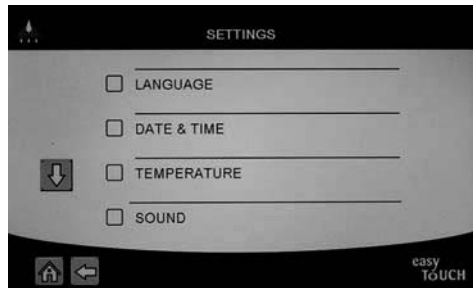 SETTINGS
LANGUAGE
DATE & TIME
TEMPERATURE
SOUND
easy
TOUCH